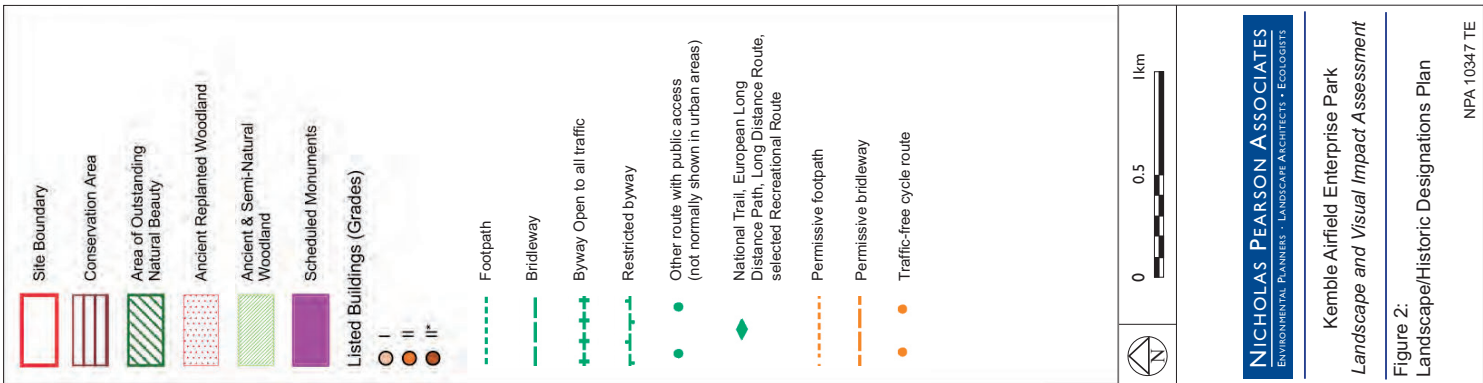 Site Boundary
Conservation Area
Area of Outstanding
Natural Beauty
Ancient Replanted Woodland
Ancient & Semi-Natural
Woodland
Scheduled Monuments
Listed Buildings (Grades)
I
II
II*
Footpath
Bridleway
Byway Open to all traffic
Restricted byway
Other route with public access
(not normally shown in urban areas)
National Trail, European Long
Distance Path, Long Distance Route,
selected Recreational Route
Permissive footpath
Permissive bridleway
Traffic-free cycle route
N
0
0.5
1km
NICHOLAS PEARSON ASSOCIATES
ENVIRONMENTAL PLANNERS · LANDSCAPE ARCHITECTS • ECOLOGISTS
Kemble Airfield Enterprise Park
Landscape and Visual Impact Assessment
Figure 2:
Landscape/Historic Designations Plan
NPA 10347 TE